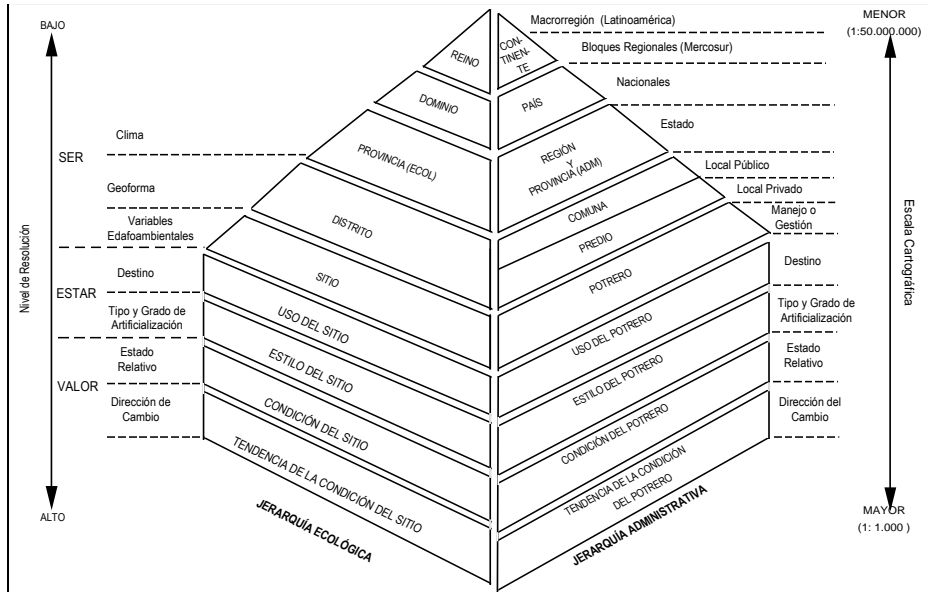 BAJO
Nivel de Resolución
ALTO
SER
ESTAR
VALOR
Clima
Geoforma
Variables
Edafoambientales
Destino
Tipo y Grado de
Artificialización
Estado
Relativo
Dirección de
Cambio
REINO
DOMINIO
PROVINCIA (ECOL)
DISTRITO
SITIO
USO DEL SITIO
ESTILO DEL SITIO
CONDICIÓN DEL SITIO
TENDENCIA DE LA CONDICIÓN DEL SITIO
JERARQUÍA ECOLÓGICA
CON-
TINEN-
TE
PAÍS
REGIÓN
Y
PROVINCIA (ADM)
COMUNA
PREDIO
POTRERO
USO DEL POTRERO
ESTILO DEL POTRERO
CONDICIÓN DEL POTRERO
TENDENCIA DE LA CONDICIÓN
DEL POTRERO
JERARQUÍA ADMINISTRATIVA
Macrorregión (Latinoamérica)
Bloques Regionales (Mercosur)
Nacionales
Estado
Local Público
Local Privado
Manejo o
Gestión
Destino
Tipo y Grado de
Artificialización
Estado
Relativo
Dirección del
Cambio
MENOR
(1:50.000.000)
Escala Cartográfica
MAYOR
(1: 1.000 )